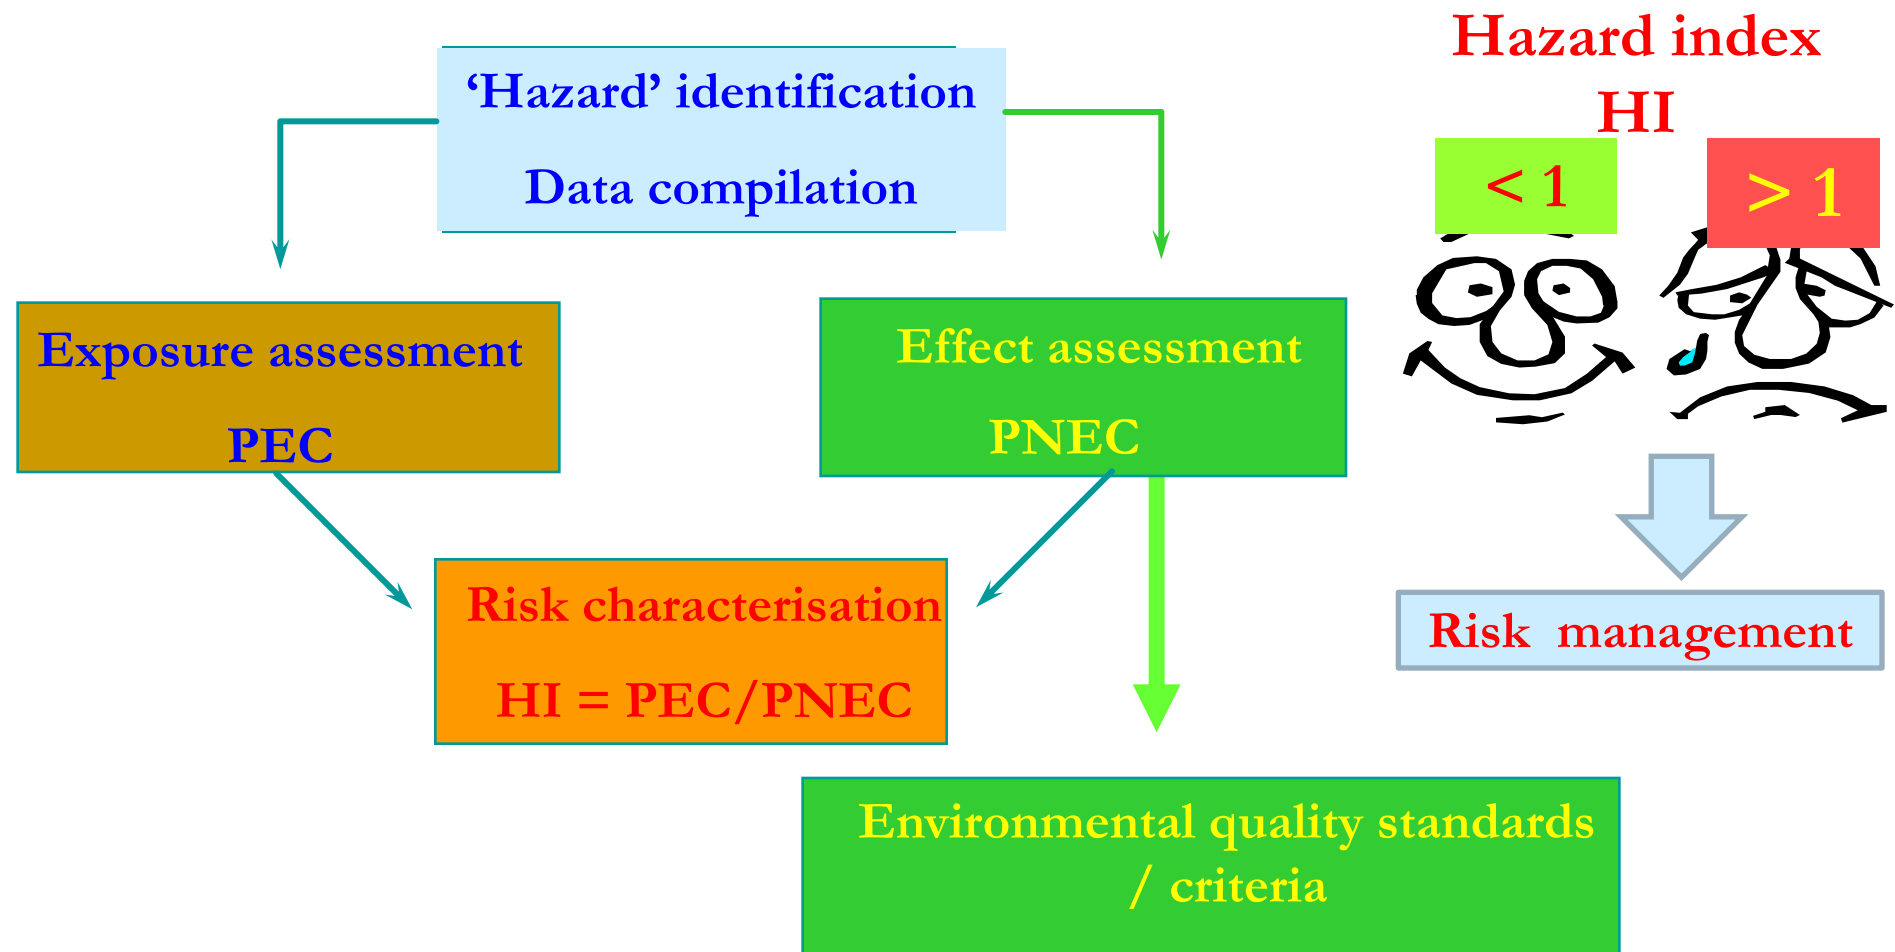 ‘Hazard’ identification
Data compilation
Exposure assessment
PEC
Effect assessment
PNEC
Risk characterisation
HI = PEC/PNEC
Environmental quality standards
/ criteria
Hazard index
HI
< 1
> 1
Risk management